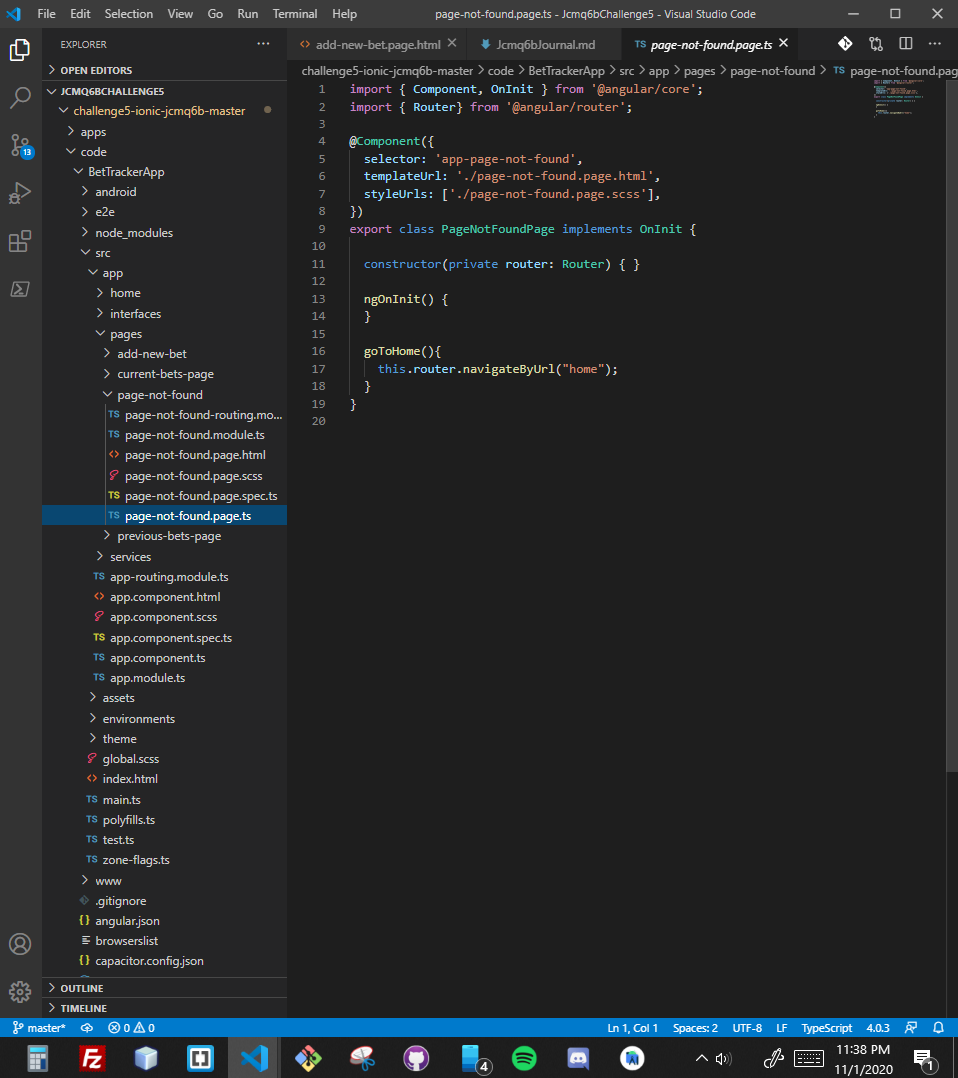 File Edit Selection View Go Run Terminal Help page-not-found.page.ts - Jcmq6bChallenge5 - Visual Studio Code
EXPLORER
OPEN EDITORS
JCMQ6BCHALLENGE5
challenge5-ionic-jcmq6b-master
apps
code
BetTrackerApp
android
e2e
node_modules
src
app
home
interfaces
pages
add-new-bet
current-bets-page
page-not-found
TS page-not-found-routing.mo...
TS page-not-found.module.ts
<> page-not-found.page.html
page-not-found.page.scss
TS page-not-found.page.spec.ts
TS page-not-found.page.ts
previous-bets-page
services
TS app-routing.module.ts
<> app.component.html
app.component.scss
TS app.component.spec.ts
TS app.component.ts
TS app.module.ts
assets
environments
theme
global.scss
<> index.html
TS main.ts
TS polyfills.ts
TS test.ts
TS zone-flags.ts
www
.gitignore
{} angular.json
browserslist
{} capacitor.config.json
OUTLINE
TIMELINE
13
<> add-new-bet.page.html
Jcmq6bJournal.md
TS page-not-found.page.ts
challenge5-ionic-jcmq6b-master > code > BetTrackerApp > src > app > pages > page-not-found > TS page-not-found.pag
1 import { Component, OnInit } from '@angular/core';
2 import { Router} from '@angular/router';
3
4 @Component({
5 selector: 'app-page-not-found',
6 templateUrl: './page-not-found.page.html',
7 styleUrls: ['./page-not-found.page.scss'],
8 })
9 export class PageNotFoundPage implements OnInit {
10
11 constructor(private router: Router) { }
12
13 ngOnInit() {
14 }
15
16 goToHome(){
17 this.router.navigateByUrl("home");
18 }
19 }
20
master* 0 0 Ln 1, Col 1 Spaces: 2 UTF-8 LF TypeScript 4.0.3
Fz
4
11:38 PM
11/1/2020
1